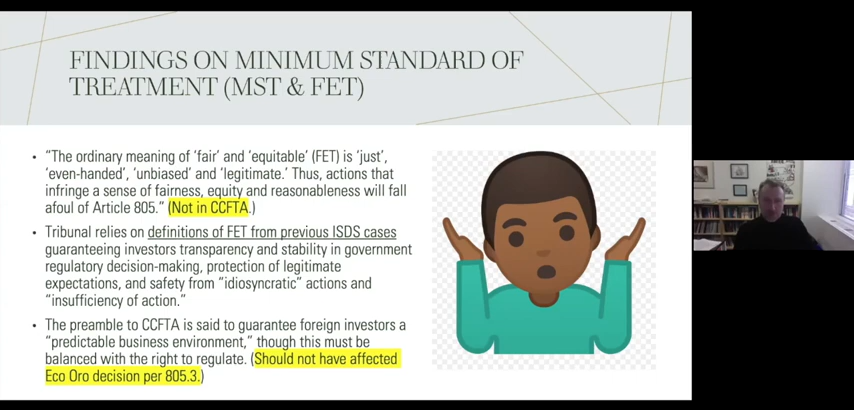 FINDINGS ON MINIMUM STANDARD OF
TREATMENT (MST & FET)
• “The ordinary meaning of ‘fair’ and ‘equitable’ (FET) is ‘just’,
‘even-handed’, ‘unbiased’ and ‘legitimate.’ Thus, actions that
infringe a sense of fairness, equity and reasonableness will fall
afoul of Article 805.” (Not in CCFTA.)
• Tribunal relies on definitions of FET from previous ISDS cases
guaranteeing investors transparency and stability in government
regulatory decision-making, protection of legitimate
expectations, and safety from “idiosyncratic” actions and
“insufficiency of action.”
• The preamble to CCFTA is said to guarantee foreign investors a
“predictable business environment,” though this must be
balanced with the right to regulate. (Should not have affected
Eco Oro decision per 805.3.)